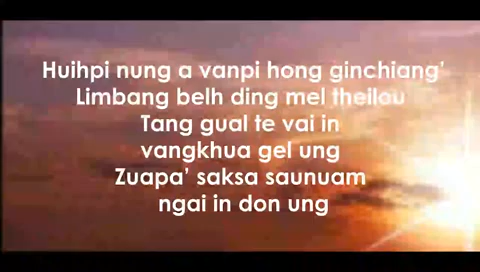 Huihpi nung a vanpi hong ginchiang’
Limbang belh ding mel theilou
Tang gual te vai in
vangkhua gel ung
Zuapa’ saksa saunuam
ngai in don ung